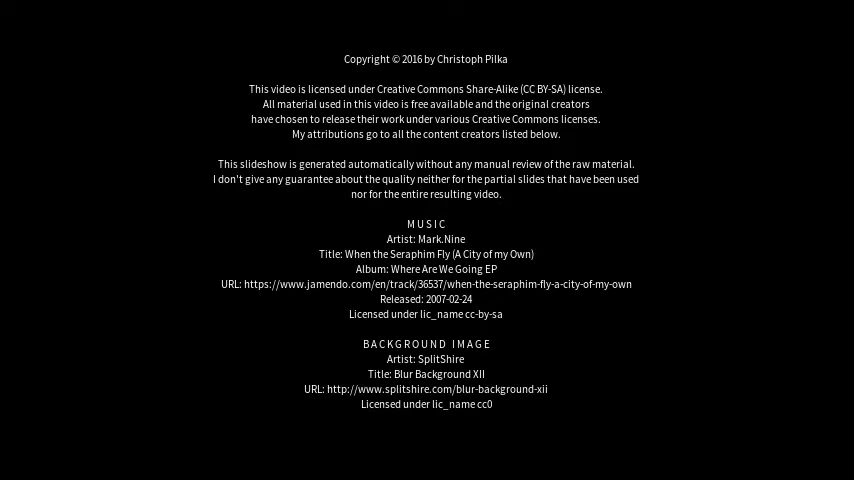 Copyright © 2016 by Christoph Pilka
This video is licensed under Creative Commons Share-Alike (CC BY-SA) license.
All material used in this video is free available and the original creators
have chosen to release their work under various Creative Commons licenses.
My attributions go to all the content creators listed below.
This slideshow is generated automatically without any manual review of the raw material.
I don't give any guarantee about the quality neither for the partial slides that have been used
nor for the entire resulting video.
M U S I C
Artist: Mark.Nine
Title: When the Seraphim Fly (A City of my Own)
Album: Where Are We Going EP
URL: https://www.jamendo.com/en/track/36537/when-the-seraphim-fly-a-city-of-my-own
Released: 2007-02-24
Licensed under lic_name cc-by-sa
B A C K G R O U N D   I M A G E
Artist: SplitShire
Title: Blur Background XII
URL: http://www.splitshire.com/blur-background-xii
Licensed under lic_name cc0